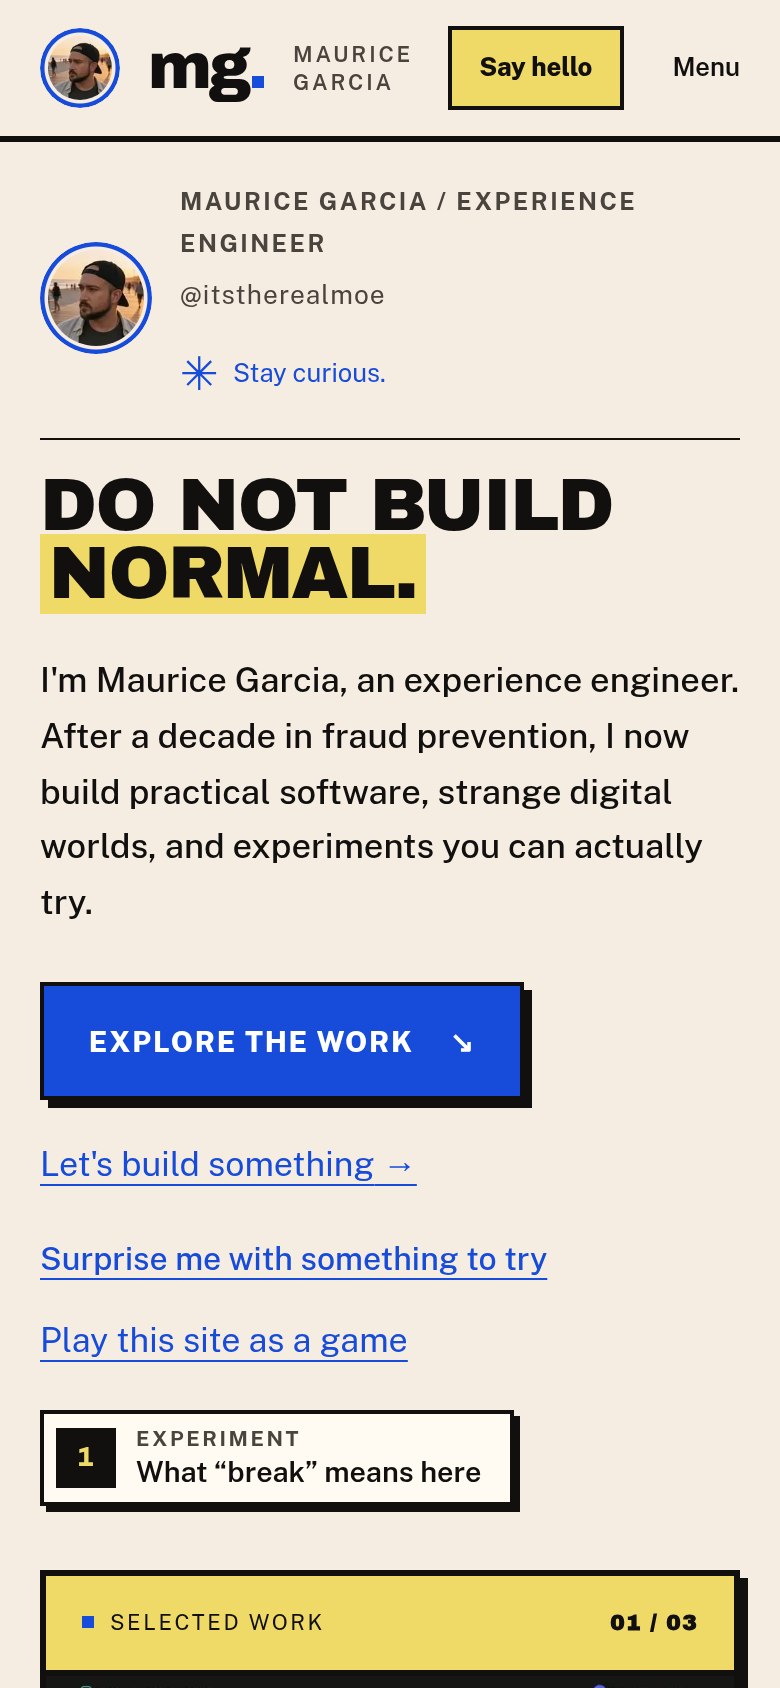 mg.
MAURICE
GARCIA
Say hello
Menu
MAURICE GARCIA / EXPERIENCE
ENGINEER
@itstherealmoe
Stay curious.
DO NOT BUILD
NORMAL.
I'm Maurice Garcia, an experience engineer.
After a decade in fraud prevention, I now
build practical software, strange digital
worlds, and experiments you can actually
try.
EXPLORE THE WORK ↘
Let's build something →
Surprise me with something to try
Play this site as a game
1
EXPERIMENT
What “break” means here
SELECTED WORK
01 / 03